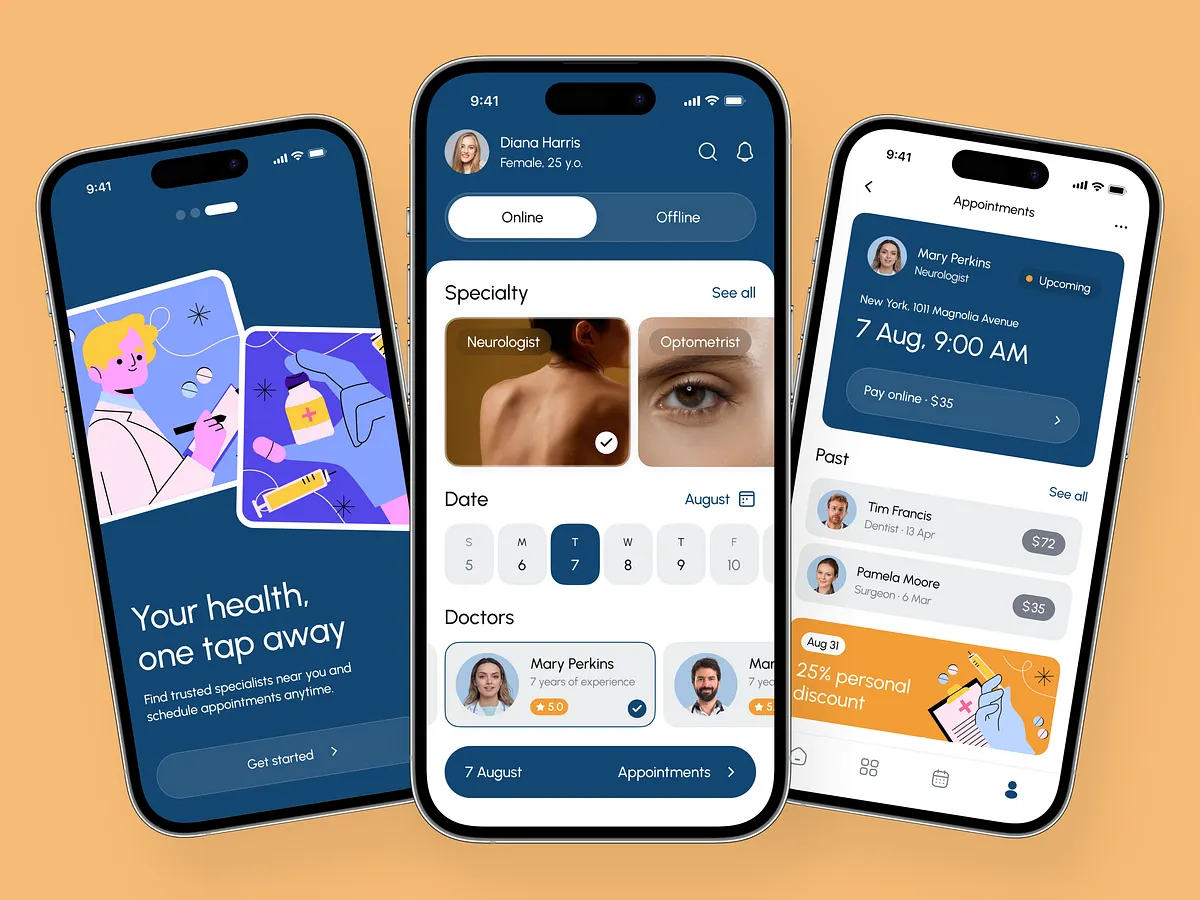 9:41
Your health,
one tap away
Find trusted specialists near you and
schedule appointments anytime.
Get started
9:41
Diana Harris
Female, 25 y.o.
Online
Offline
Specialty
See all
Neurologist
Optometrist
Date
August
S
M
T
W
T
F
5
6
7
8
9
10
Doctors
Mary Perkins
7 years of experience
5.0
Mar
7 yea
5.
7 August
Appointments
9:41
Appointments
Mary Perkins
Neurologist
Upcoming
New York, 1011 Magnolia Avenue
7 Aug, 9:00 AM
Pay online · $35
Past
See all
Tim Francis
Dentist · 13 Apr
$72
Pamela Moore
Surgeon · 6 Mar
$35
Aug 31
25% personal
discount